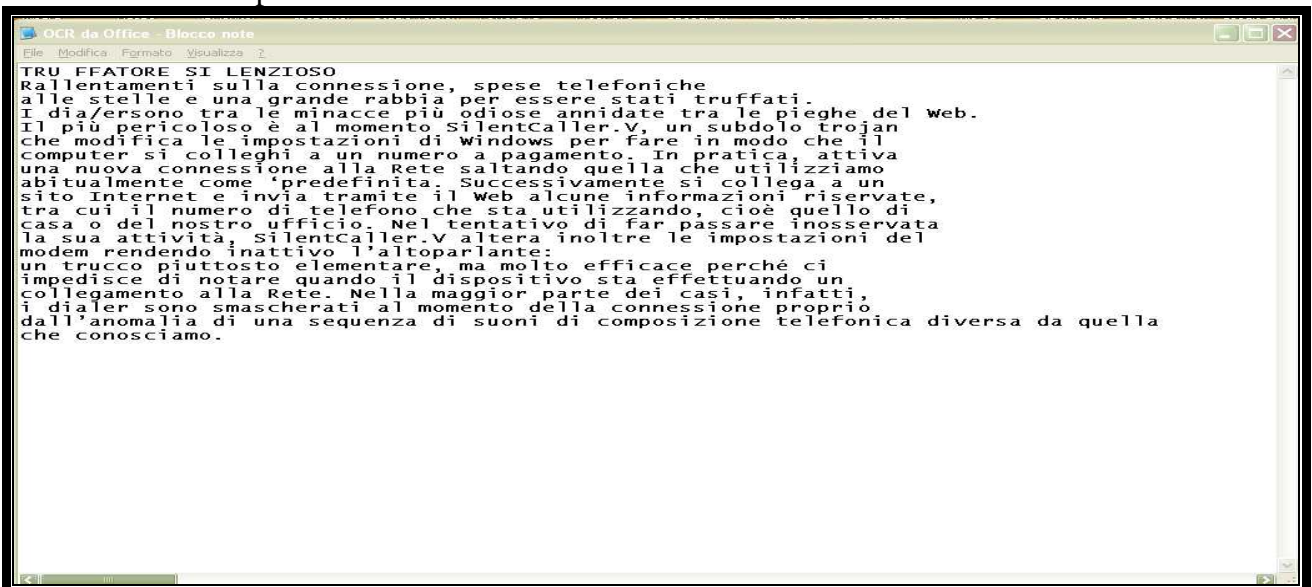 OCR da Office - Blocco note
File Modifica Formato Visualizza ?
TRU FFATORE SI LENZIOSO
Rallentamenti sulla connessione, spese telefoniche
alle stelle e una grande rabbia per essere stati truffati.
I dia/ersono tra le minacce più odiose annidate tra le pieghe del Web.
Il più pericoloso è al momento SilentCaller.V, un subdolo trojan
che modifica le impostazioni di Windows per fare in modo che il
computer si colleghi a un numero a pagamento. In pratica, attiva
una nuova connessione alla Rete saltando quella che utilizziamo
abitualmente come ‘predefinita. Successivamente si collega a un
sito Internet e invia tramite il Web alcune informazioni riservate,
tra cui il numero di telefono che sta utilizzando, cioè quello di
casa o del nostro ufficio. Nel tentativo di far passare inosservata
la sua attività, SilentCaller.V altera inoltre le impostazioni del
modem rendendo inattivo l'altoparlante:
un trucco piuttosto elementare, ma molto efficace perché ci
impedisce di notare quando il dispositivo sta effettuando un
collegamento alla Rete. Nella maggior parte dei casi, infatti,
i dialer sono smascherati al momento della connessione proprio
dall'anomalia di una sequenza di suoni di composizione telefonica diversa da quella
che conosciamo.